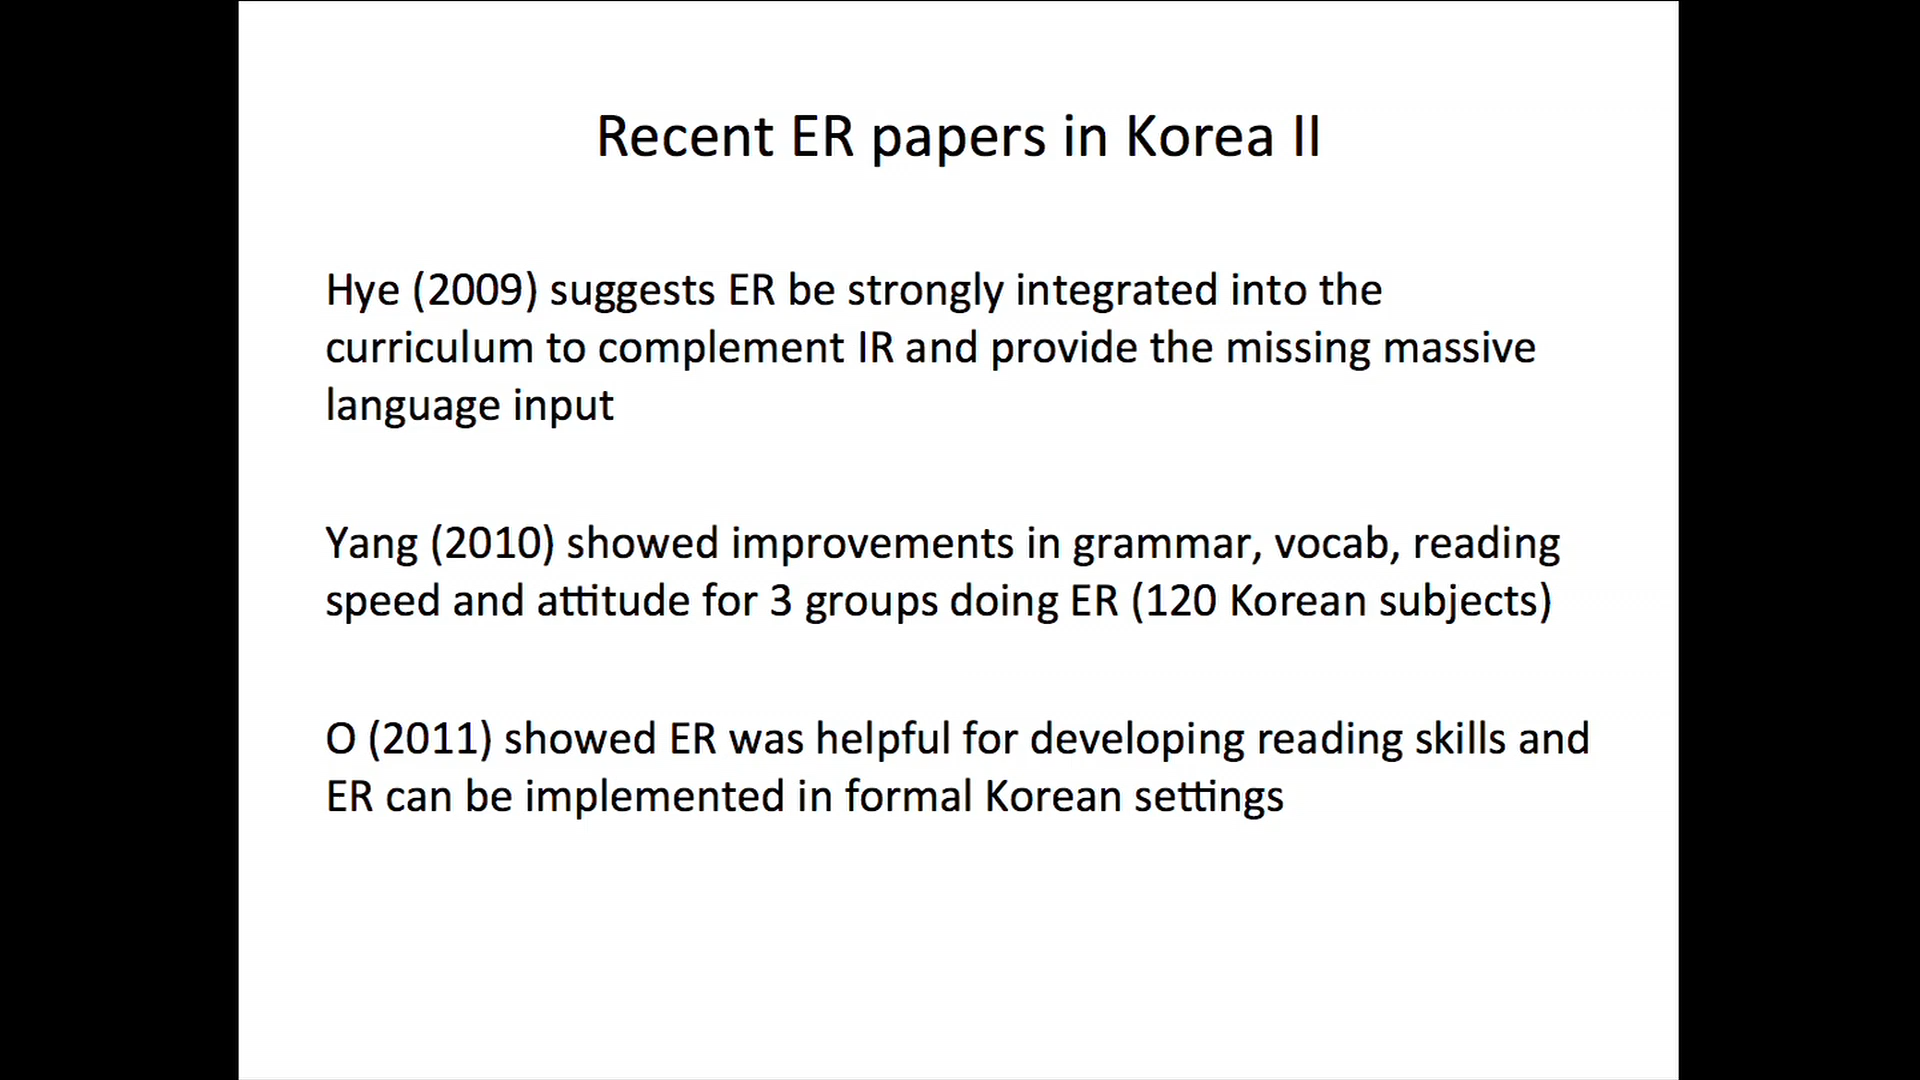 Recent ER papers in Korea II
Hye (2009) suggests ER be strongly integrated into the
curriculum to complement IR and provide the missing massive
language input
Yang (2010) showed improvements in grammar, vocab, reading
speed and attitude for 3 groups doing ER (120 Korean subjects)
O (2011) showed ER was helpful for developing reading skills and
ER can be implemented in formal Korean settings